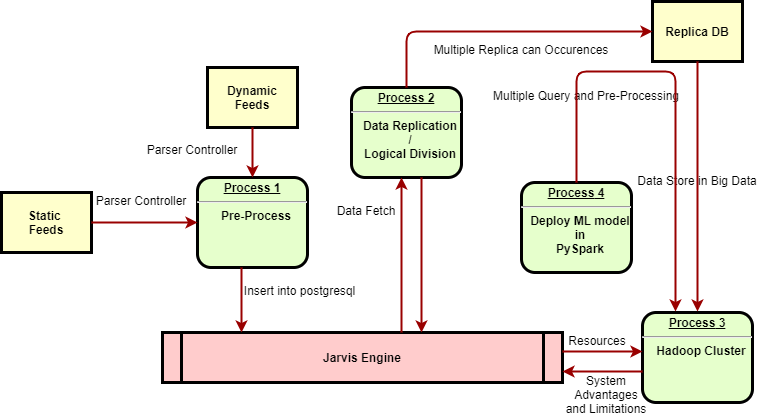 Replica DB
Multiple Replica can Occurences
Dynamic
Feeds
Process 2
Data Replication
/
Logical Division
Multiple Query and Pre-Processing
Parser Controller
Process 1
Pre-Process
Static
Feeds
Parser Controller
Data Fetch
Process 4
Deploy ML model
in
PySpark
Data Store in Big Data
Insert into postgresql
Jarvis Engine
Resources
Process 3
Hadoop Cluster
System
Advantages
and Limitations